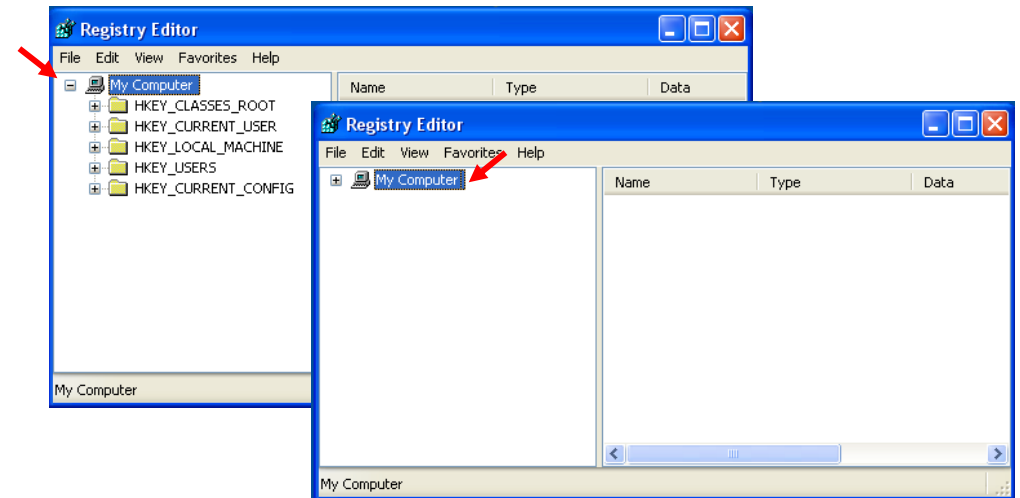 Registry Editor
File Edit View Favorites Help
My Computer
Name Type Data
HKEY_CLASSES_ROOT
HKEY_CURRENT_USER
HKEY_LOCAL_MACHINE
HKEY_USERS
HKEY_CURRENT_CONFIG
My Computer
Registry Editor
File Edit View Favorites Help
My Computer
Name Type Data
My Computer